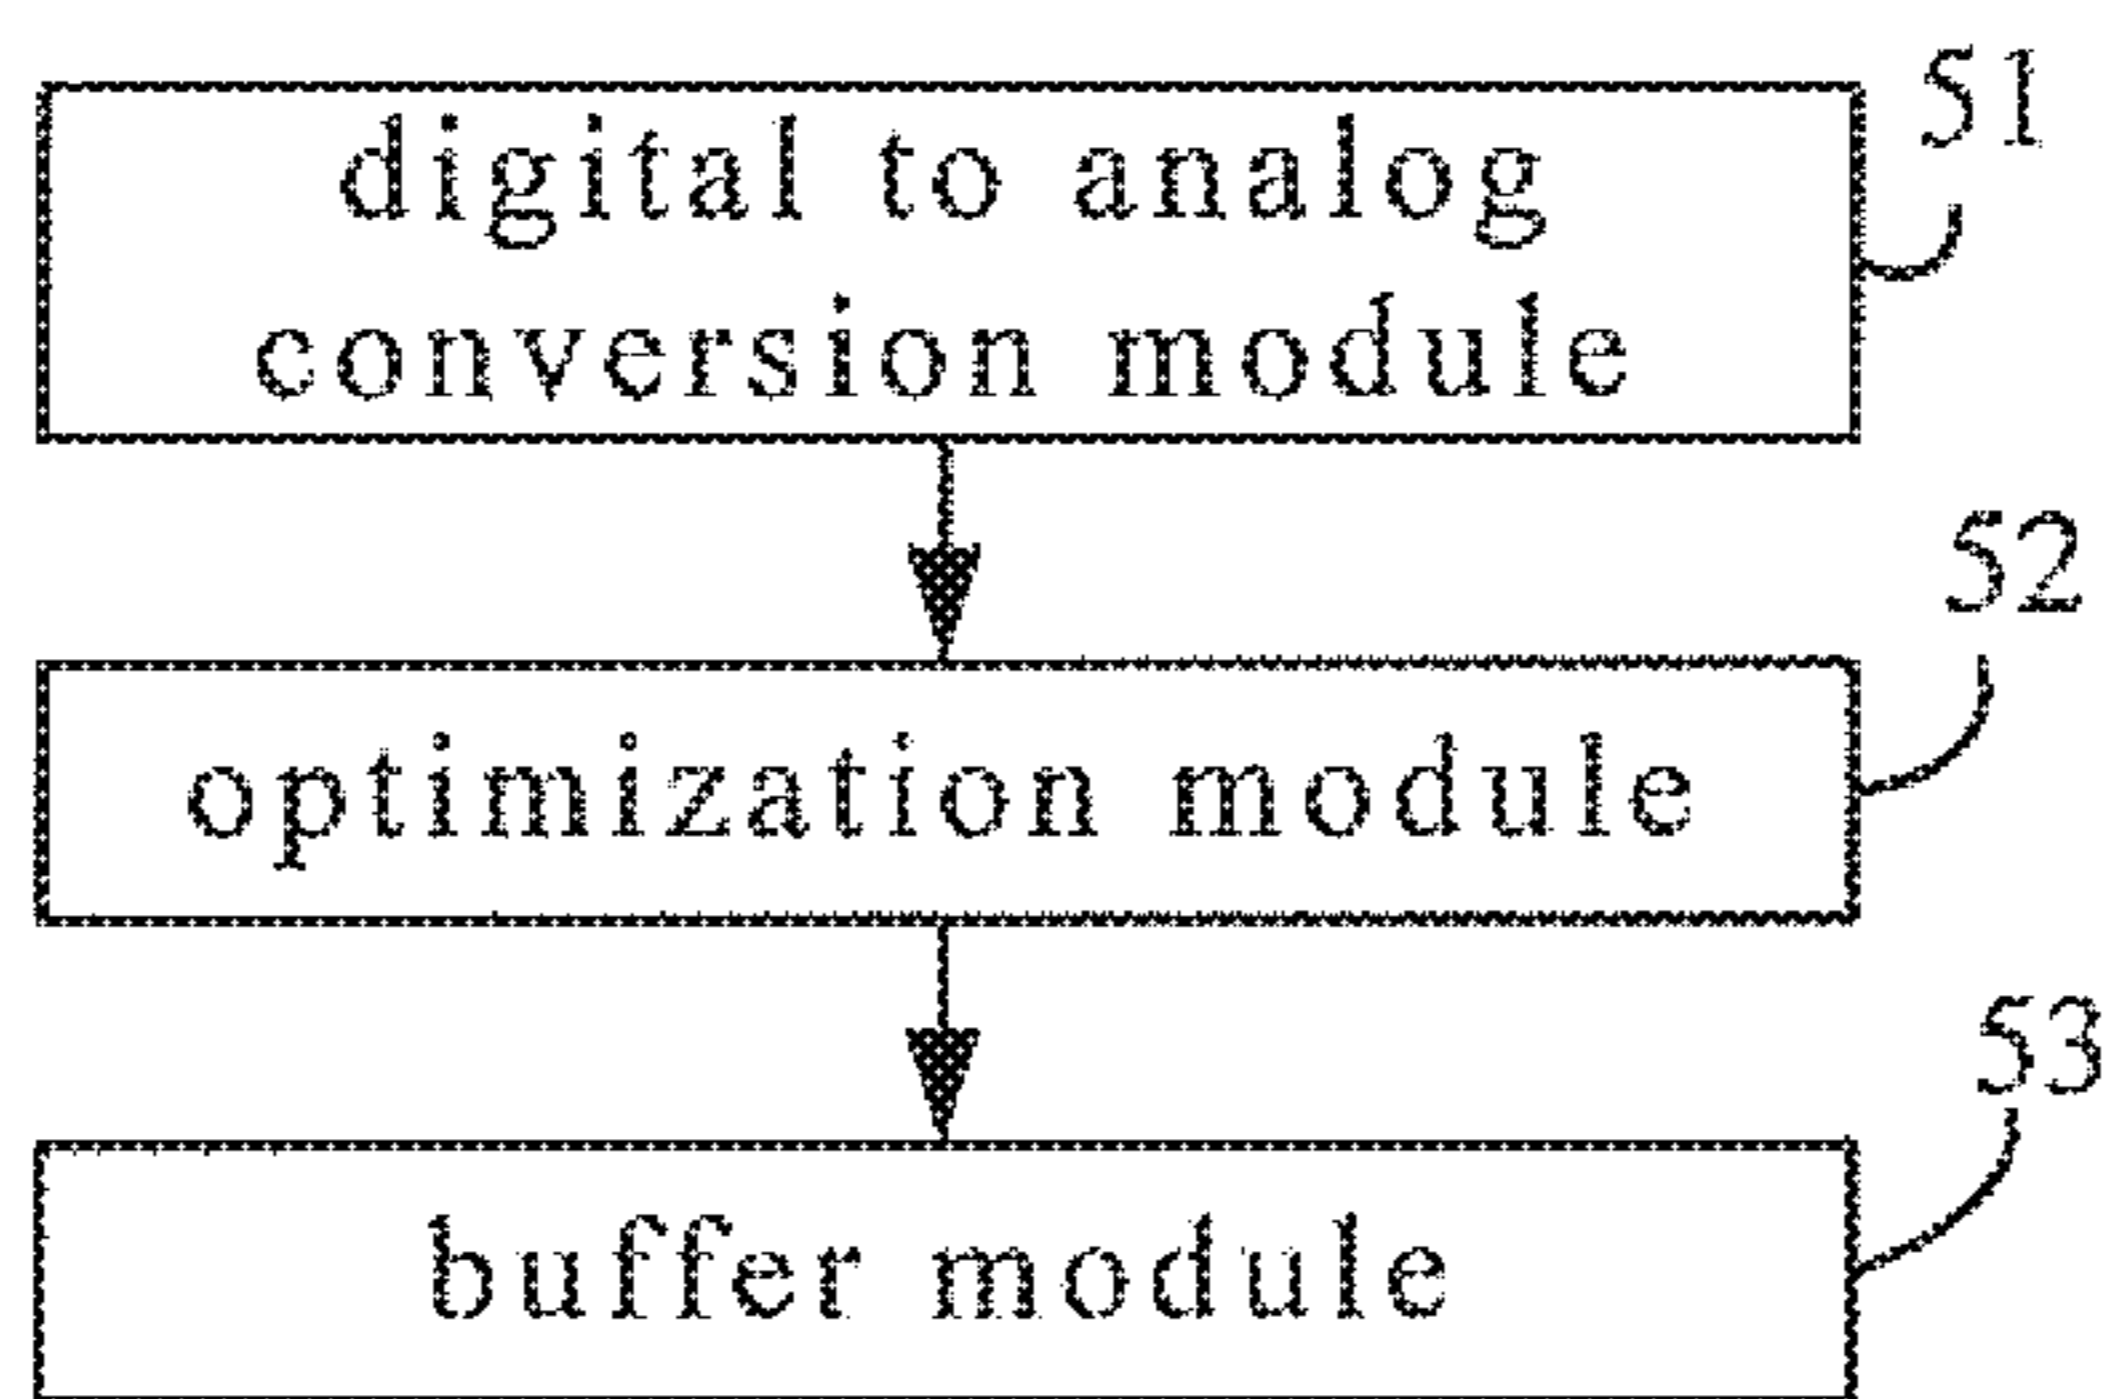 51
digital to analog
conversion module
52
optimization module
53
buffer module